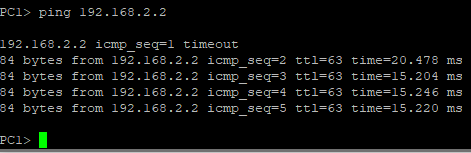 PC1> ping 192.168.2.2
192.168.2.2 icmp_seq=1 timeout
84 bytes from 192.168.2.2 icmp_seq=2 ttl=63 time=20.478 ms
84 bytes from 192.168.2.2 icmp_seq=3 ttl=63 time=15.204 ms
84 bytes from 192.168.2.2 icmp_seq=4 ttl=63 time=15.246 ms
84 bytes from 192.168.2.2 icmp_seq=5 ttl=63 time=15.220 ms
PC1>